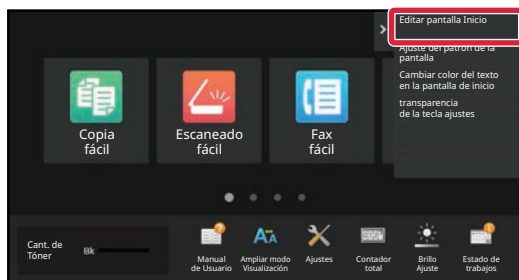 Editar pantalla Inicio
Ajuste del patrón de la
pantalla
Cambiar color del texto
en la pantalla de inicio
transparencia
de la tecla ajustes
Copia
fácil
Escaneado
fácil
Fax
fácil
Cant. de
Tóner
Bk
Manual
de Usuario
Ampliar modo
Visualización
Ajustes
Contador
total
Brillo
Ajuste
Estado de
trabajos